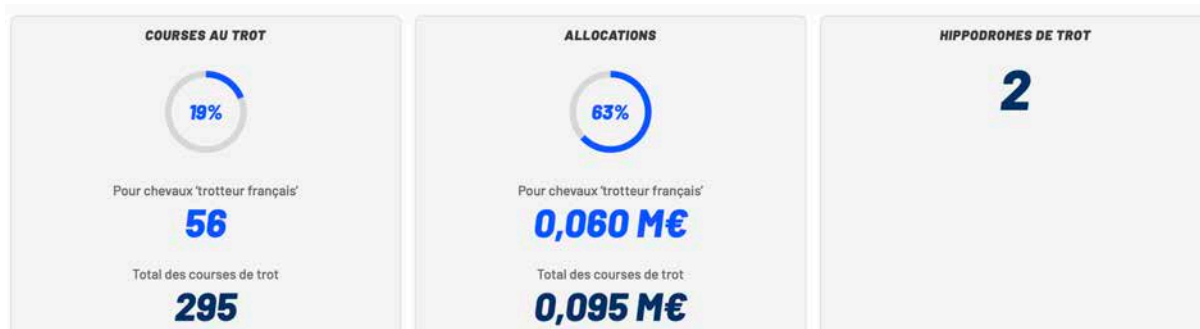 COURSES AU TROT
19%
Pour chevaux 'trotteur français'
56
Total des courses de trot
295
ALLOCATIONS
63%
Pour chevaux 'trotteur français'
0,060 M€
Total des courses de trot
0,095 M€
HIPPODROMES DE TROT
2